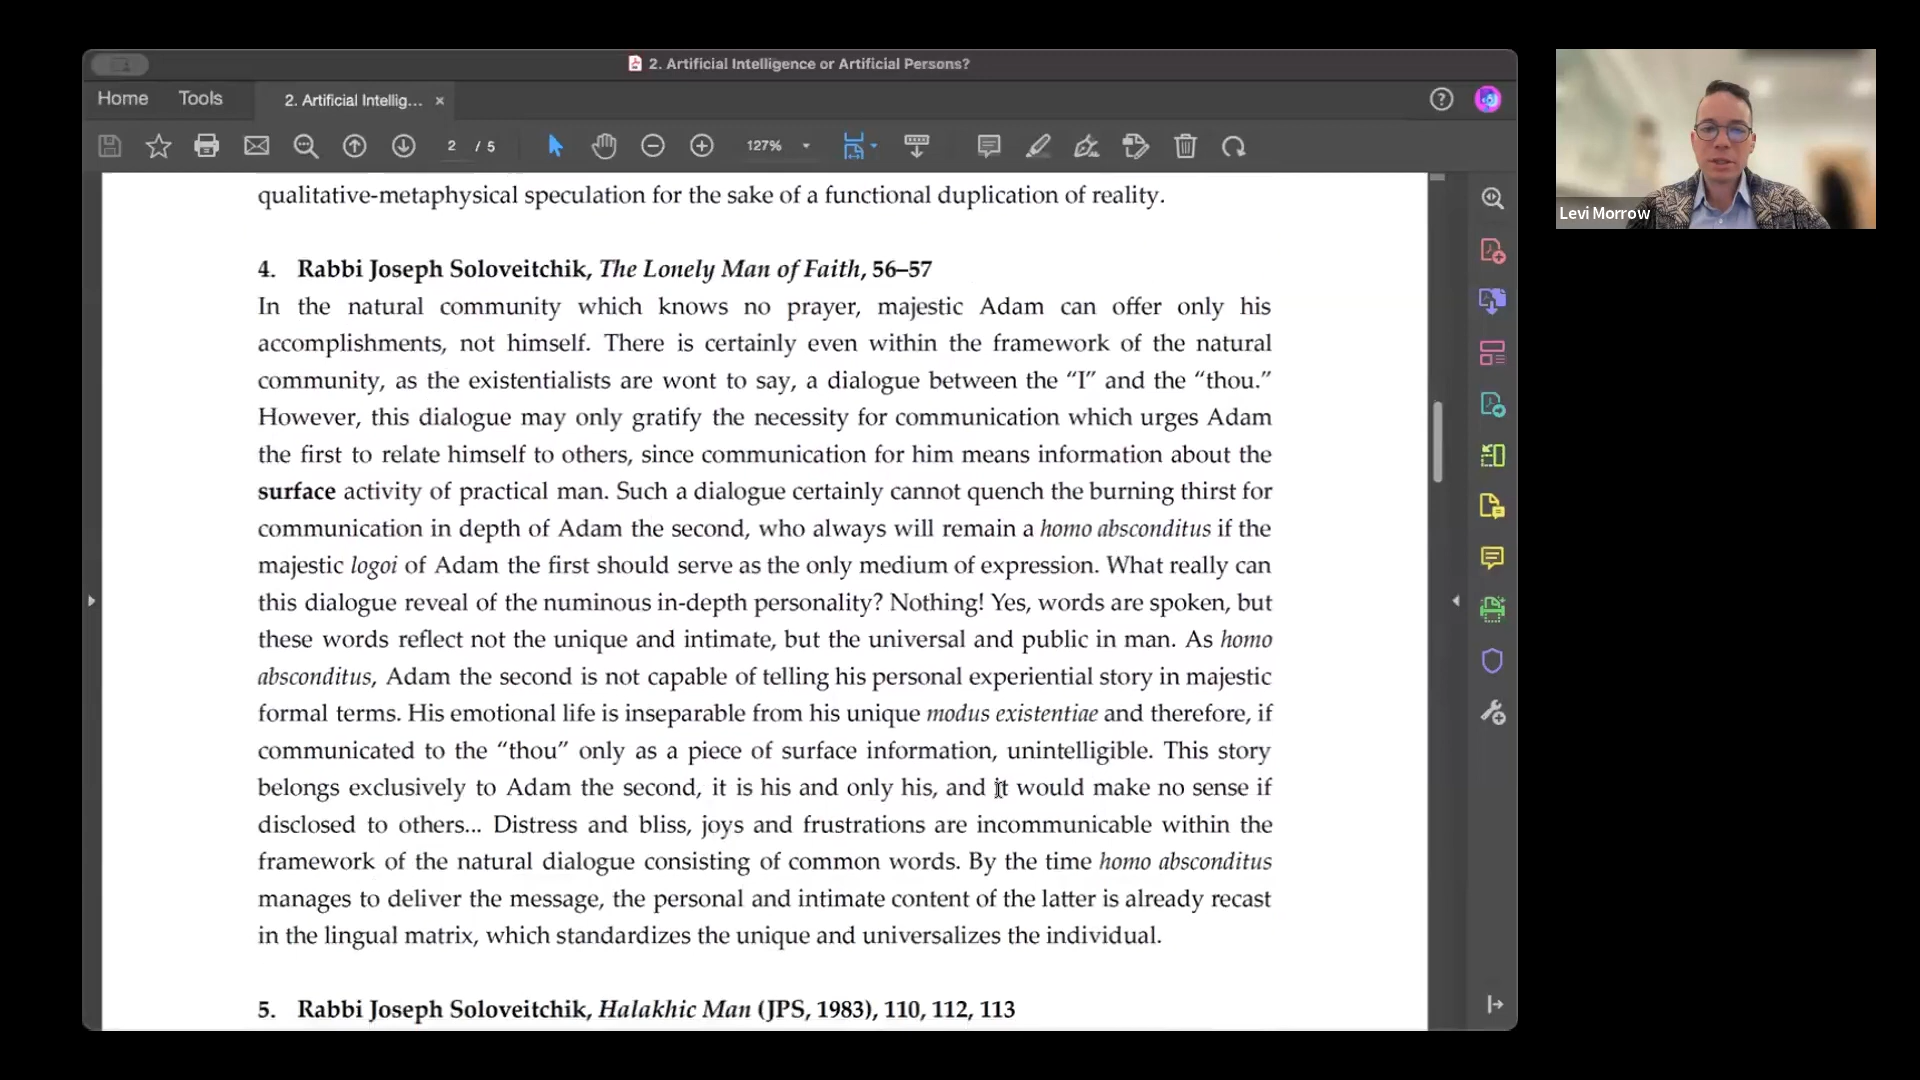 2. Artificial Intelligence or Artificial Persons?
Home Tools 2. Artificial Intellig... ×
2 / 5 127%
Levi Morrow
qualitative-metaphysical speculation for the sake of a functional duplication of reality.
4. Rabbi Joseph Soloveitchik, The Lonely Man of Faith, 56–57
In the natural community which knows no prayer, majestic Adam can offer only his
accomplishments, not himself. There is certainly even within the framework of the natural
community, as the existentialists are wont to say, a dialogue between the “I” and the “thou.”
However, this dialogue may only gratify the necessity for communication which urges Adam
the first to relate himself to others, since communication for him means information about the
surface activity of practical man. Such a dialogue certainly cannot quench the burning thirst for
communication in depth of Adam the second, who always will remain a homo absconditus if the
majestic logoi of Adam the first should serve as the only medium of expression. What really can
this dialogue reveal of the numinous in-depth personality? Nothing! Yes, words are spoken, but
these words reflect not the unique and intimate, but the universal and public in man. As homo
absconditus, Adam the second is not capable of telling his personal experiential story in majestic
formal terms. His emotional life is inseparable from his unique modus existentiae and therefore, if
communicated to the “thou” only as a piece of surface information, unintelligible. This story
belongs exclusively to Adam the second, it is his and only his, and it would make no sense if
disclosed to others... Distress and bliss, joys and frustrations are incommunicable within the
framework of the natural dialogue consisting of common words. By the time homo absconditus
manages to deliver the message, the personal and intimate content of the latter is already recast
in the lingual matrix, which standardizes the unique and universalizes the individual.
5. Rabbi Joseph Soloveitchik, Halakhic Man (JPS, 1983), 110, 112, 113